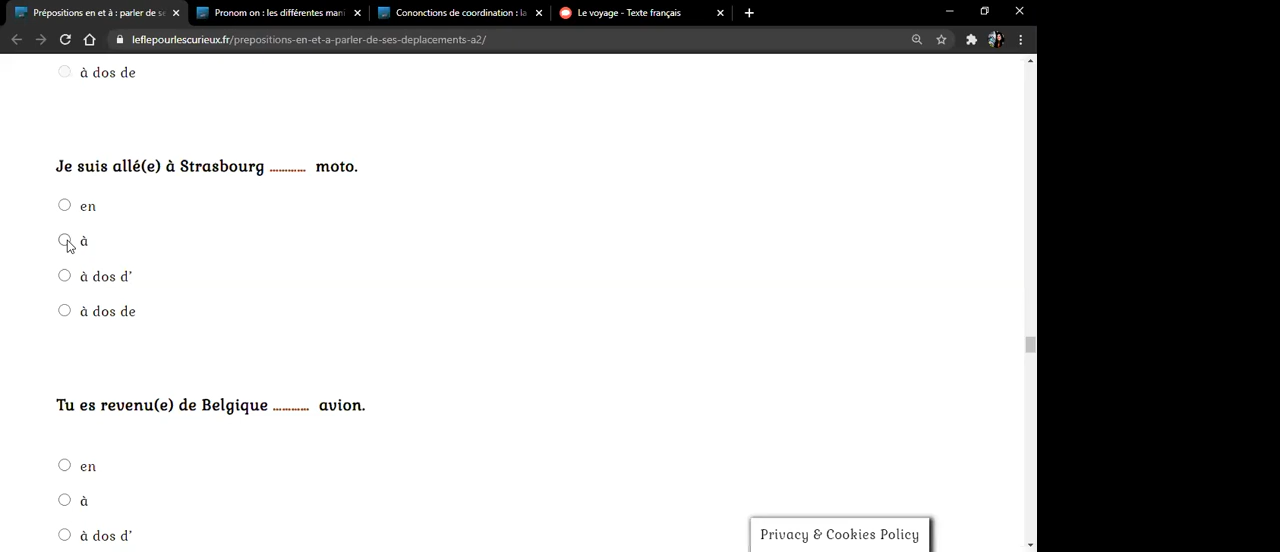 Prépositions en et à : parler de se
Pronom on : les différentes mani
Cononctions de coordination : la
Le voyage - Texte français
leflepourlescurieux.fr/prepositions-en-et-a-parler-de-ses-deplacements-a2/
à dos de
Je suis allé(e) à Strasbourg ............ moto.
en
à
à dos d'
à dos de
Tu es revenu(e) de Belgique ............ avion.
en
à
à dos d'
Privacy & Cookies Policy